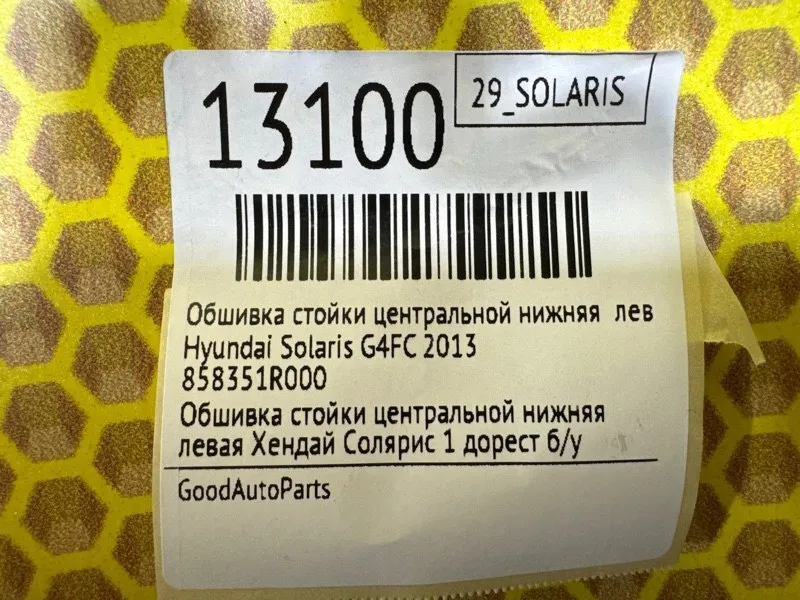 13100
29_SOLARIS
Обшивка стойки центральной нижняя лев
Hyundai Solaris G4FC 2013
858351R000
Обшивка стойки центральной нижняя
левая Хендай Солярис 1 дорест б/у
GoodAutoParts